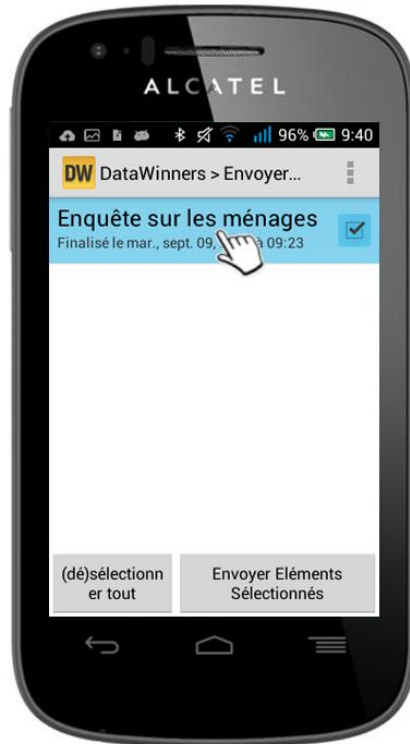 ALCATEL
96% 9:40
DW DataWinners > Envoyer...
Enquête sur les ménages
Finalisé le mar., sept. 09, à 09:23
(dé)sélectionn
er tout
Envoyer Eléments
Sélectionnés